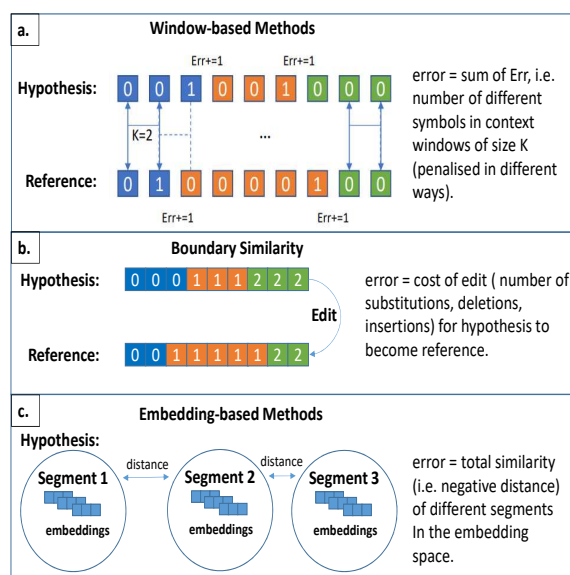 a.
Window-based Methods
Err+=1 Err+=1
Hypothesis: 0 0 1 0 0 1 0 0 0
K=2
...
Reference: 0 1 0 0 0 0 1 0 0
Err+=1 Err+=1
error = sum of Err, i.e.
number of different
symbols in context
windows of size K
(penalised in different
ways).
b.
Boundary Similarity
Hypothesis: 0 0 0 1 1 1 2 2 2
Edit
Reference: 0 0 1 1 1 1 1 2 2
error = cost of edit ( number of
substitutions, deletions,
insertions) for hypothesis to
become reference.
c.
Embedding-based Methods
Hypothesis:
distance distance
Segment 1 Segment 2 Segment 3
embeddings embeddings embeddings
error = total similarity
(i.e. negative distance)
of different segments
In the embedding
space.